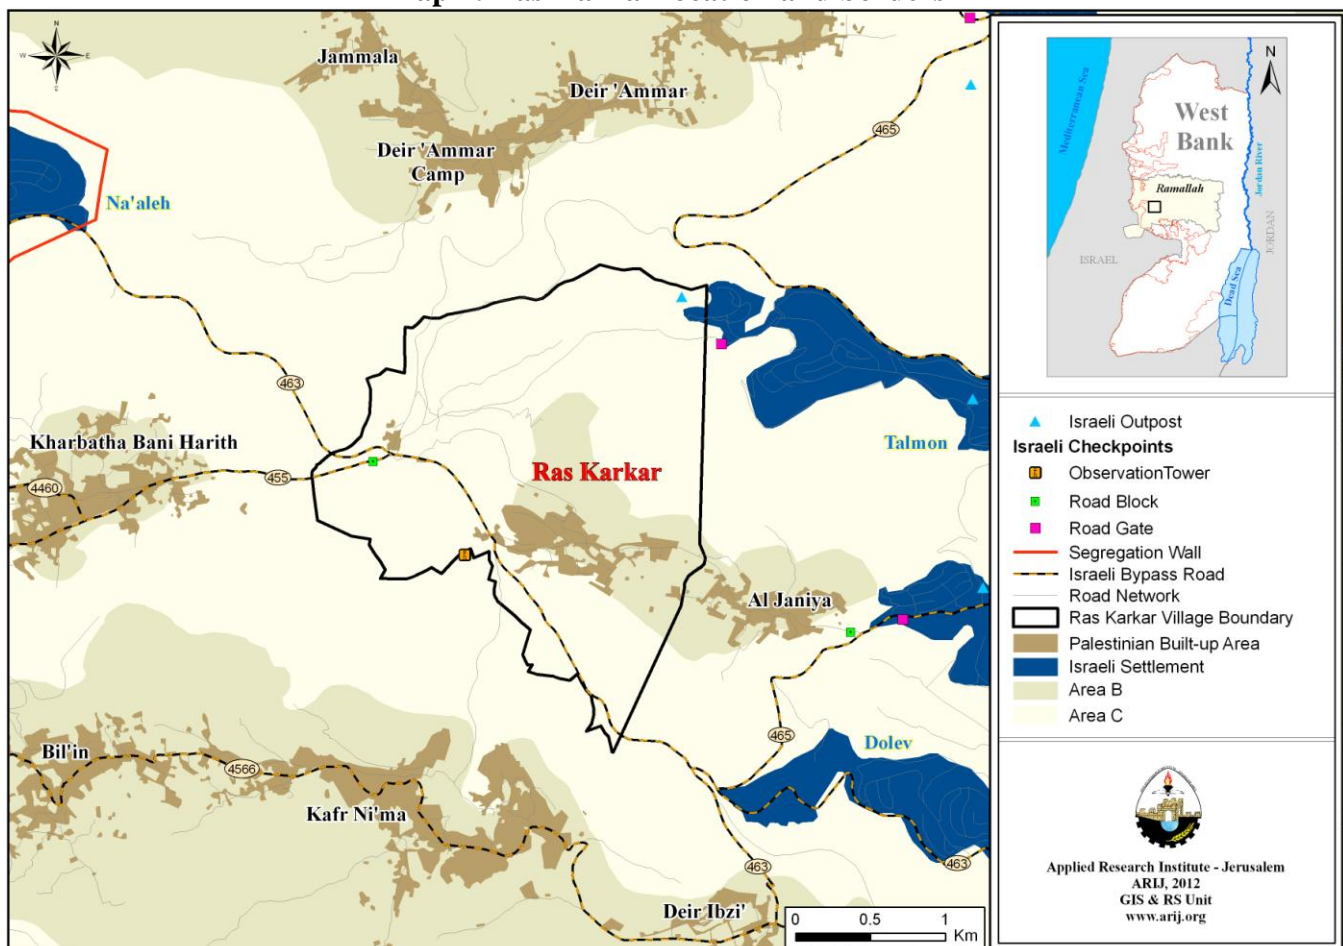 N
W
E
S
Jammala
Deir 'Ammar
Deir 'Ammar
Camp
Na'aleh
465
463
Kharbatha Bani Harith
4460
455
Ras Karkar
Talmon
Al Janiya
465
Dolev
Bil'in
4566
Kafr Ni'ma
463
463
Deir Ibzi'
0 0.5 1
Km
Mediterranean Sea
N
West
Bank
Ramallah
Jordan River
ISRAEL
JORDAN
Dead Sea
Israeli Outpost
Israeli Checkpoints
ObservationTower
Road Block
Road Gate
Segregation Wall
Israeli Bypass Road
Road Network
Ras Karkar Village Boundary
Palestinian Built-up Area
Israeli Settlement
Area B
Area C
Applied Research Institute - Jerusalem
ARIJ, 2012
GIS & RS Unit
www.arij.org